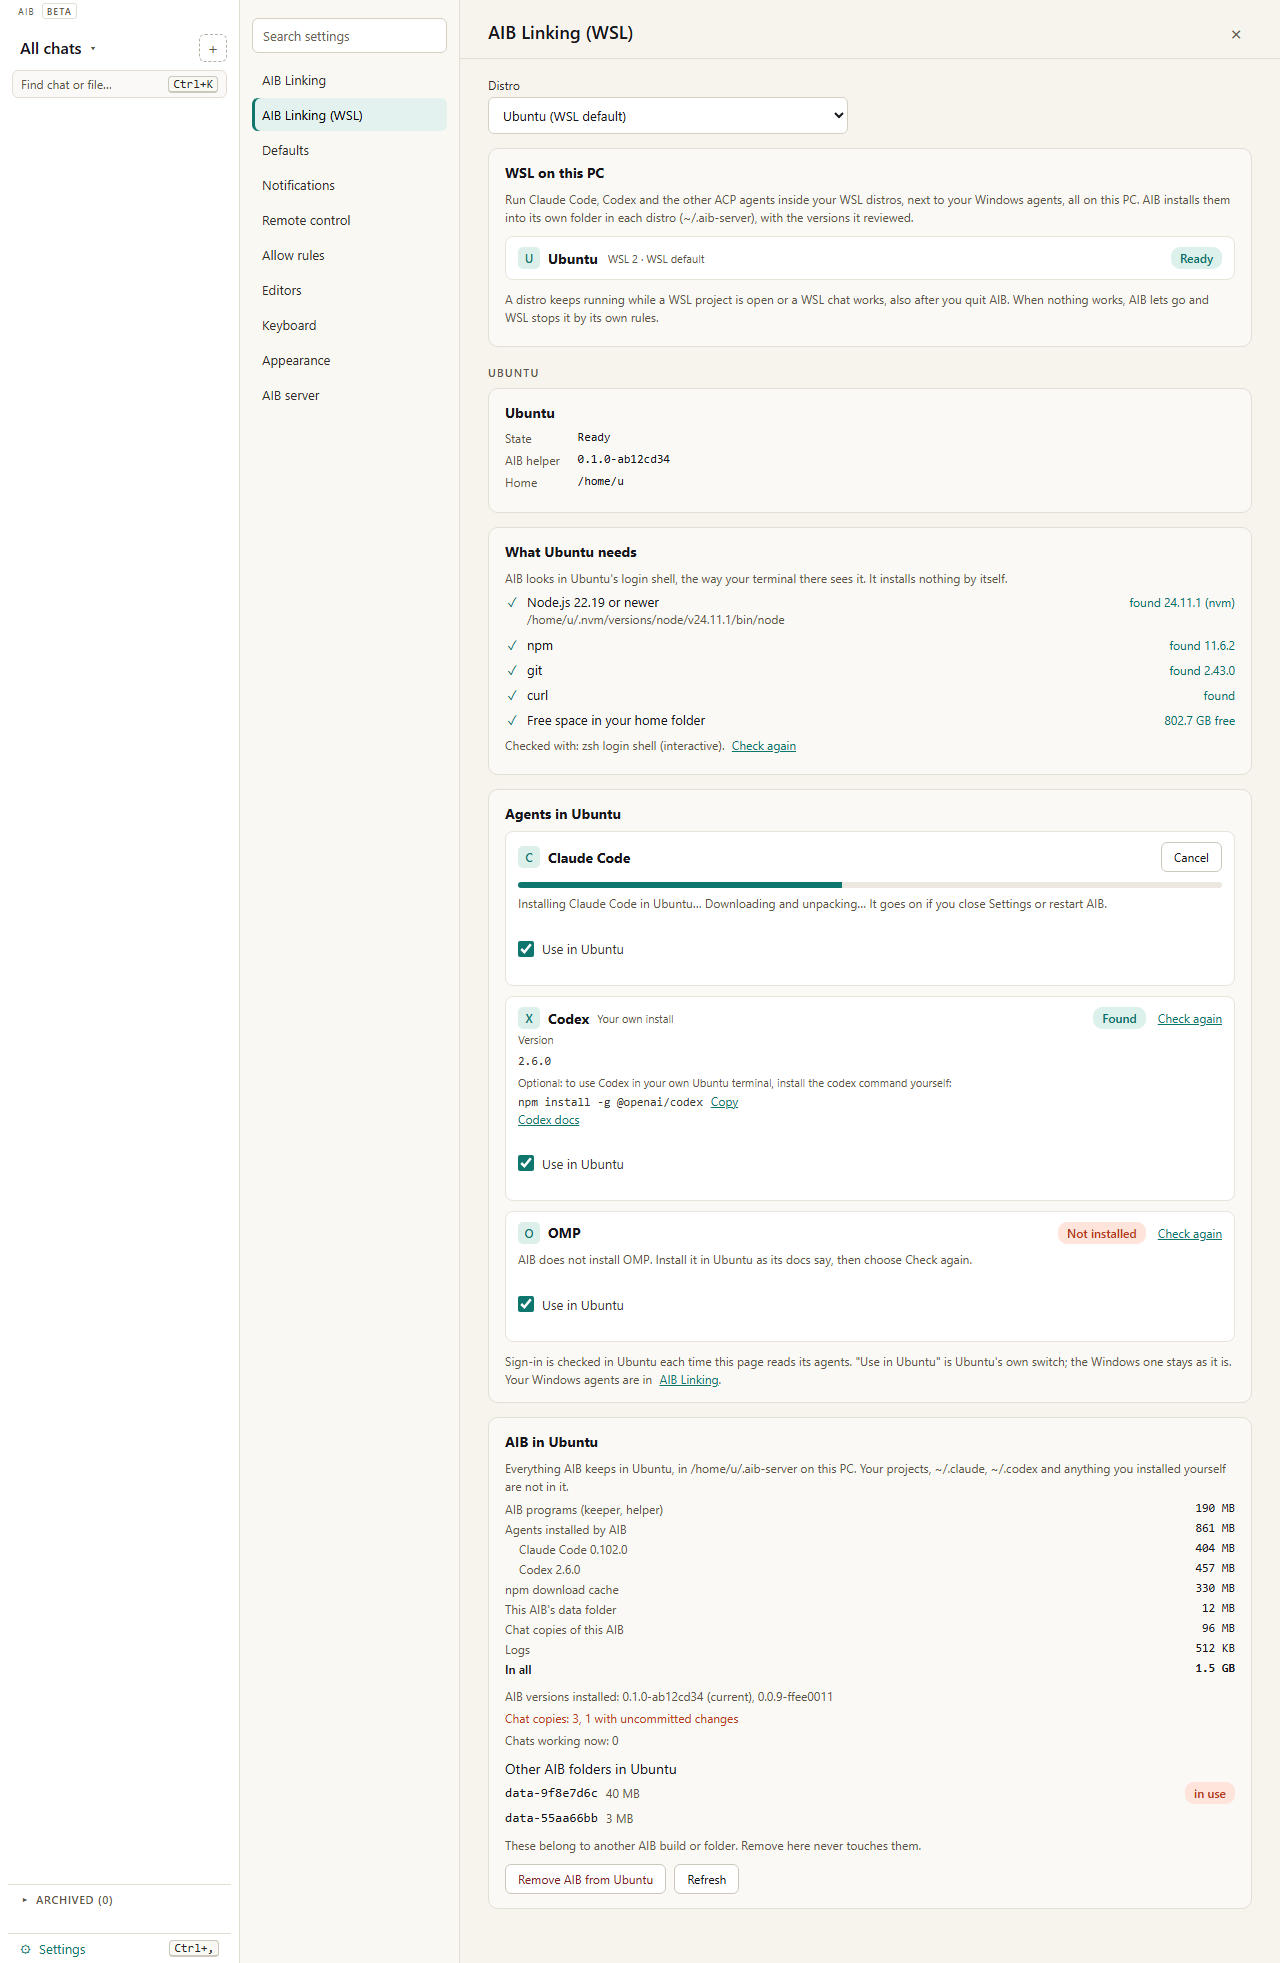 AIB BETA
All chats
+
Find chat or file... Ctrl+K
ARCHIVED (0)
Settings Ctrl+,
Search settings
AIB Linking
AIB Linking (WSL)
Defaults
Notifications
Remote control
Allow rules
Editors
Keyboard
Appearance
AIB server
AIB Linking (WSL)
Distro
Ubuntu (WSL default)
WSL on this PC
Run Claude Code, Codex and the other ACP agents inside your WSL distros, next to your Windows agents, all on this PC. AIB installs them
into its own folder in each distro (~/.aib-server), with the versions it reviewed.
U Ubuntu WSL 2 · WSL default Ready
A distro keeps running while a WSL project is open or a WSL chat works, also after you quit AIB. When nothing works, AIB lets go and
WSL stops it by its own rules.
UBUNTU
Ubuntu
State Ready
AIB helper 0.1.0-ab12cd34
Home /home/u
What Ubuntu needs
AIB looks in Ubuntu's login shell, the way your terminal there sees it. It installs nothing by itself.
✓ Node.js 22.19 or newer found 24.11.1 (nvm)
/home/u/.nvm/versions/node/v24.11.1/bin/node
✓ npm found 11.6.2
✓ git found 2.43.0
✓ curl found
✓ Free space in your home folder 802.7 GB free
Checked with: zsh login shell (interactive). Check again
Agents in Ubuntu
C Claude Code Cancel
Installing Claude Code in Ubuntu... Downloading and unpacking... It goes on if you close Settings or restart AIB.
Use in Ubuntu
X Codex Your own install Found Check again
Version
2.6.0
Optional: to use Codex in your own Ubuntu terminal, install the codex command yourself:
npm install -g @openai/codex Copy
Codex docs
Use in Ubuntu
O OMP Not installed Check again
AIB does not install OMP. Install it in Ubuntu as its docs say, then choose Check again.
Use in Ubuntu
Sign-in is checked in Ubuntu each time this page reads its agents. "Use in Ubuntu" is Ubuntu's own switch; the Windows one stays as it is.
Your Windows agents are in AIB Linking.
AIB in Ubuntu
Everything AIB keeps in Ubuntu, in /home/u/.aib-server on this PC. Your projects, ~/.claude, ~/.codex and anything you installed yourself
are not in it.
AIB programs (keeper, helper) 190 MB
Agents installed by AIB 861 MB
Claude Code 0.102.0 404 MB
Codex 2.6.0 457 MB
npm download cache 330 MB
This AIB's data folder 12 MB
Chat copies of this AIB 96 MB
Logs 512 KB
In all 1.5 GB
AIB versions installed: 0.1.0-ab12cd34 (current), 0.0.9-ffee0011
Chat copies: 3, 1 with uncommitted changes
Chats working now: 0
Other AIB folders in Ubuntu
data-9f8e7d6c 40 MB in use
data-55aa66bb 3 MB
These belong to another AIB build or folder. Remove here never touches them.
Remove AIB from Ubuntu Refresh